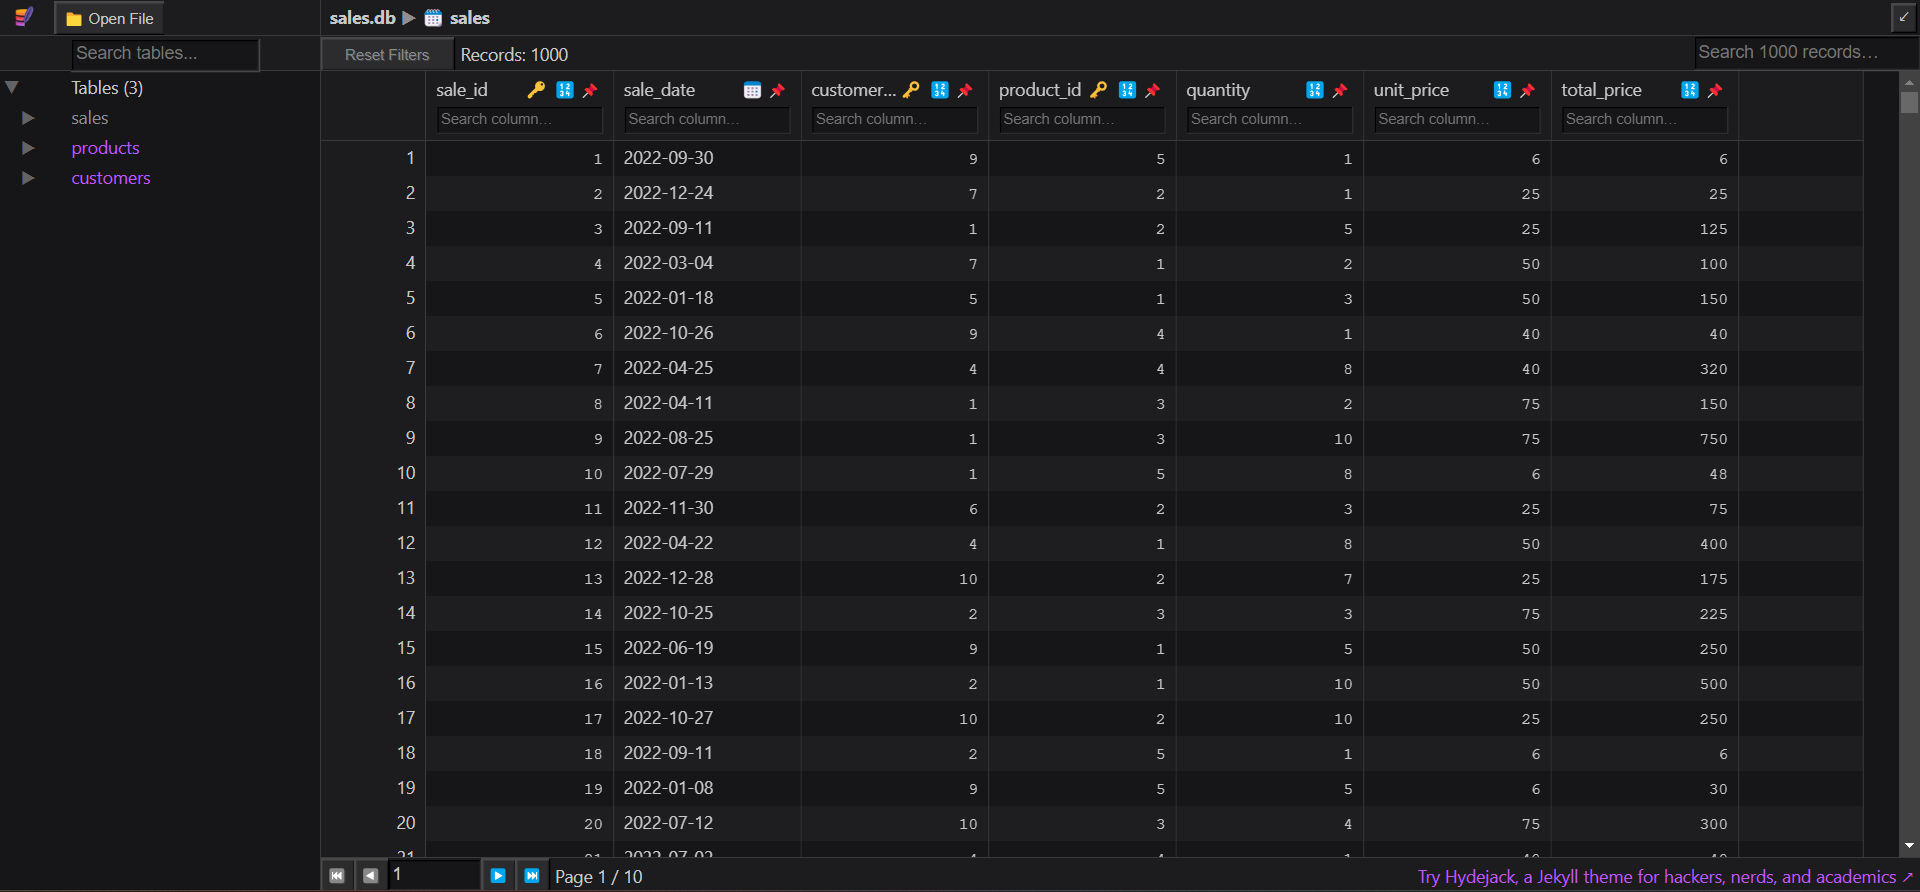 Open File
sales.db ▶ sales
Search tables...
Reset Filters Records: 1000 Search 1000 records...
Tables (3)
sales
products
customers
sale_id sale_date customer... product_id quantity unit_price total_price
Search column... Search column... Search column... Search column... Search column... Search column... Search column...
1 1 2022-09-30 9 5 1 6 6
2 2 2022-12-24 7 2 1 25 25
3 3 2022-09-11 1 2 5 25 125
4 4 2022-03-04 7 1 2 50 100
5 5 2022-01-18 5 1 3 50 150
6 6 2022-10-26 9 4 1 40 40
7 7 2022-04-25 4 4 8 40 320
8 8 2022-04-11 1 3 2 75 150
9 9 2022-08-25 1 3 10 75 750
10 10 2022-07-29 1 5 8 6 48
11 11 2022-11-30 6 2 3 25 75
12 12 2022-04-22 4 1 8 50 400
13 13 2022-12-28 10 2 7 25 175
14 14 2022-10-25 2 3 3 75 225
15 15 2022-06-19 9 1 5 50 250
16 16 2022-01-13 2 1 10 50 500
17 17 2022-10-27 10 2 10 25 250
18 18 2022-09-11 2 5 1 6 6
19 19 2022-01-08 9 5 5 6 30
20 20 2022-07-12 10 3 4 75 300
1 Page 1 / 10 Try Hydejack, a Jekyll theme for hackers, nerds, and academics ↗